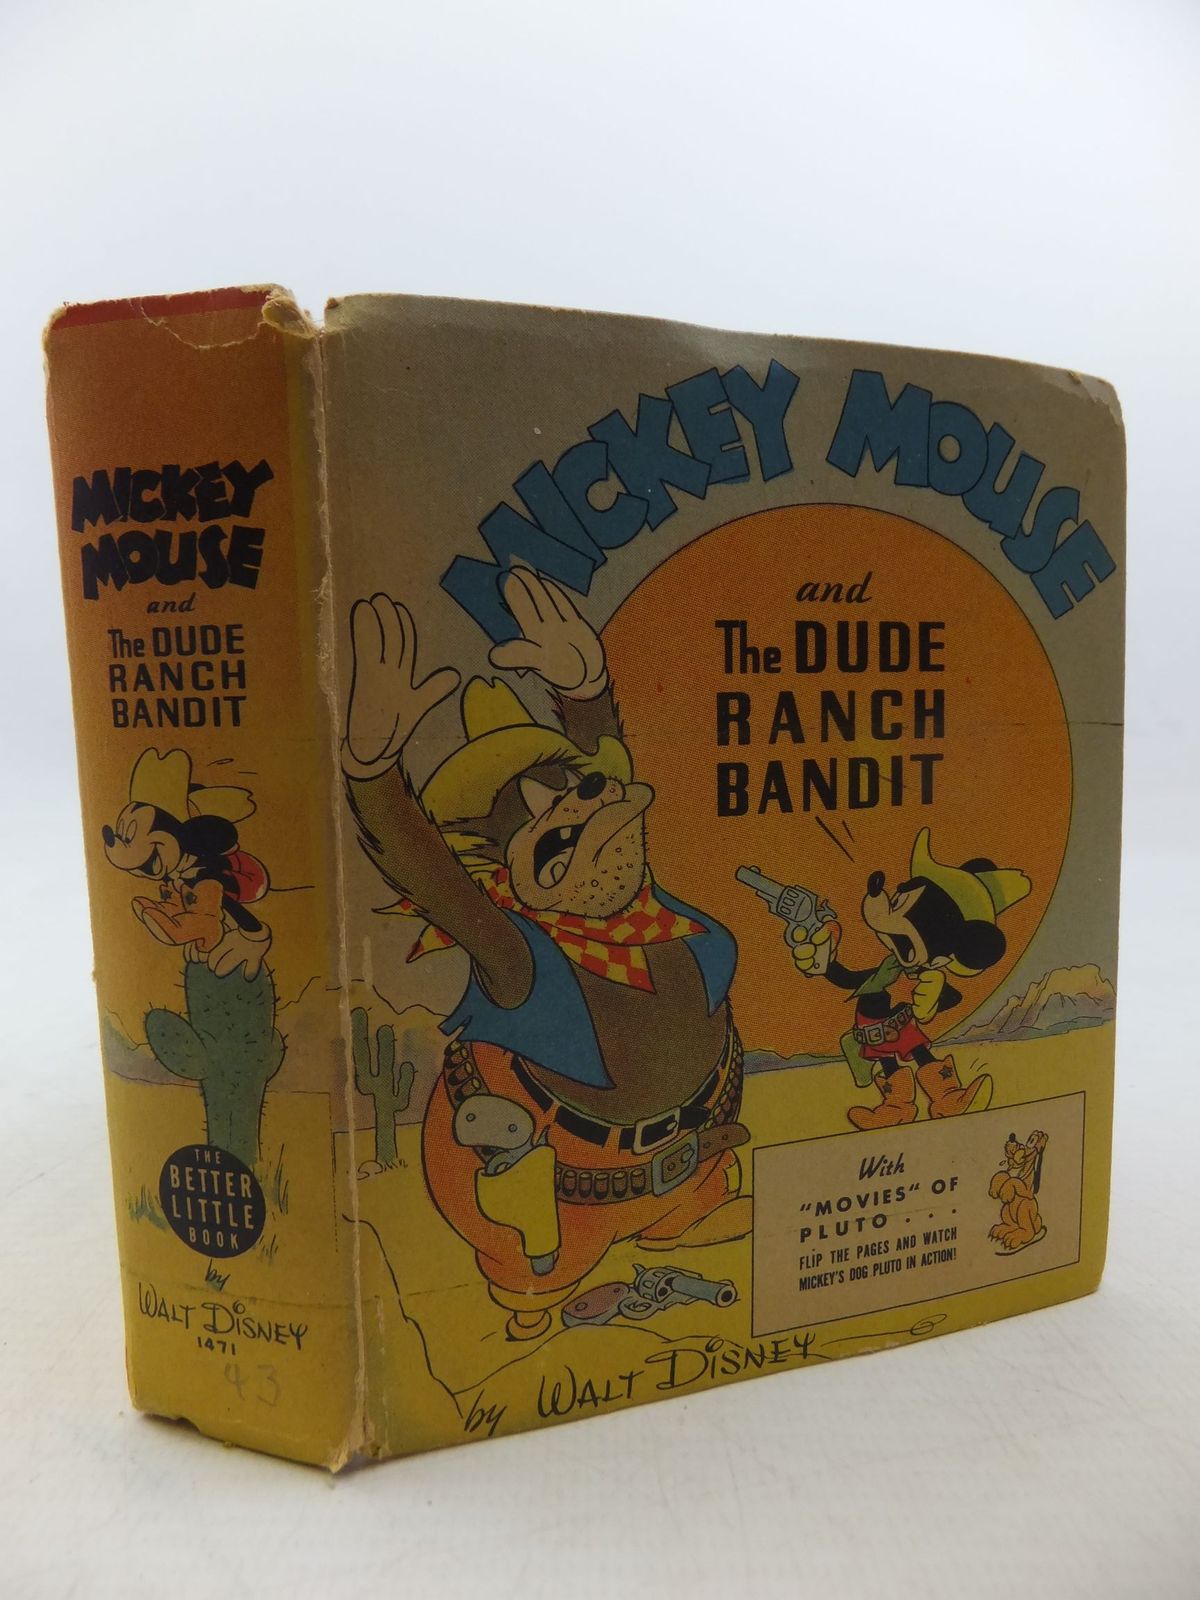 MICKEY
MOUSE
and
The DUDE
RANCH
BANDIT
THE
BETTER
LITTLE
BOOK
by
WALT DISNEY
1471
43
MICKEY MOUSE
and
The DUDE
RANCH
BANDIT
With
"MOVIES" OF
PLUTO . . .
FLIP THE PAGES AND WATCH
MICKEY'S DOG PLUTO IN ACTION!
by WALT DISNEY